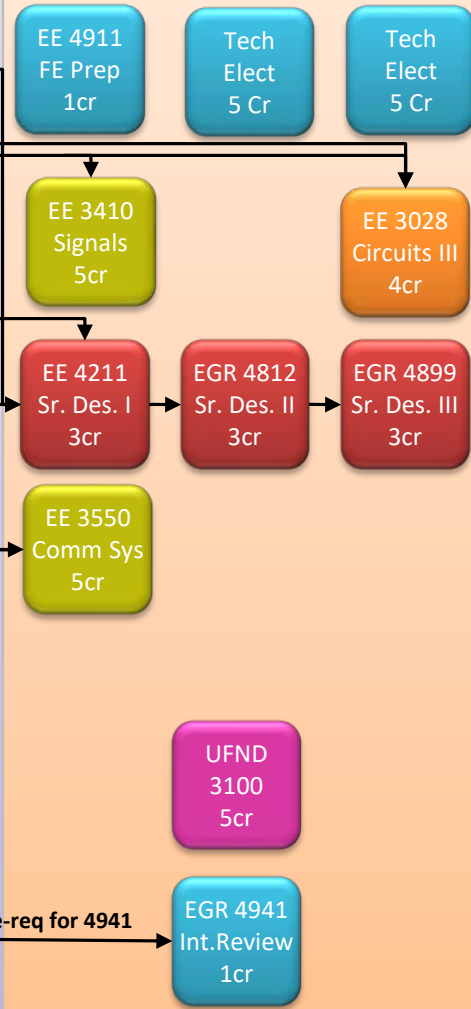 EE 4911
FE Prep
1cr
Tech
Elect
5 Cr
Tech
Elect
5 Cr
EE 3410
Signals
5cr
EE 3028
Circuits III
4cr
EE 4211
Sr. Des. I
3cr
EGR 4812
Sr. Des. II
3cr
EGR 4899
Sr. Des. III
3cr
EE 3550
Comm Sys
5cr
UFND
3100
5cr
e-req for 4941
EGR 4941
Int.Review
1cr